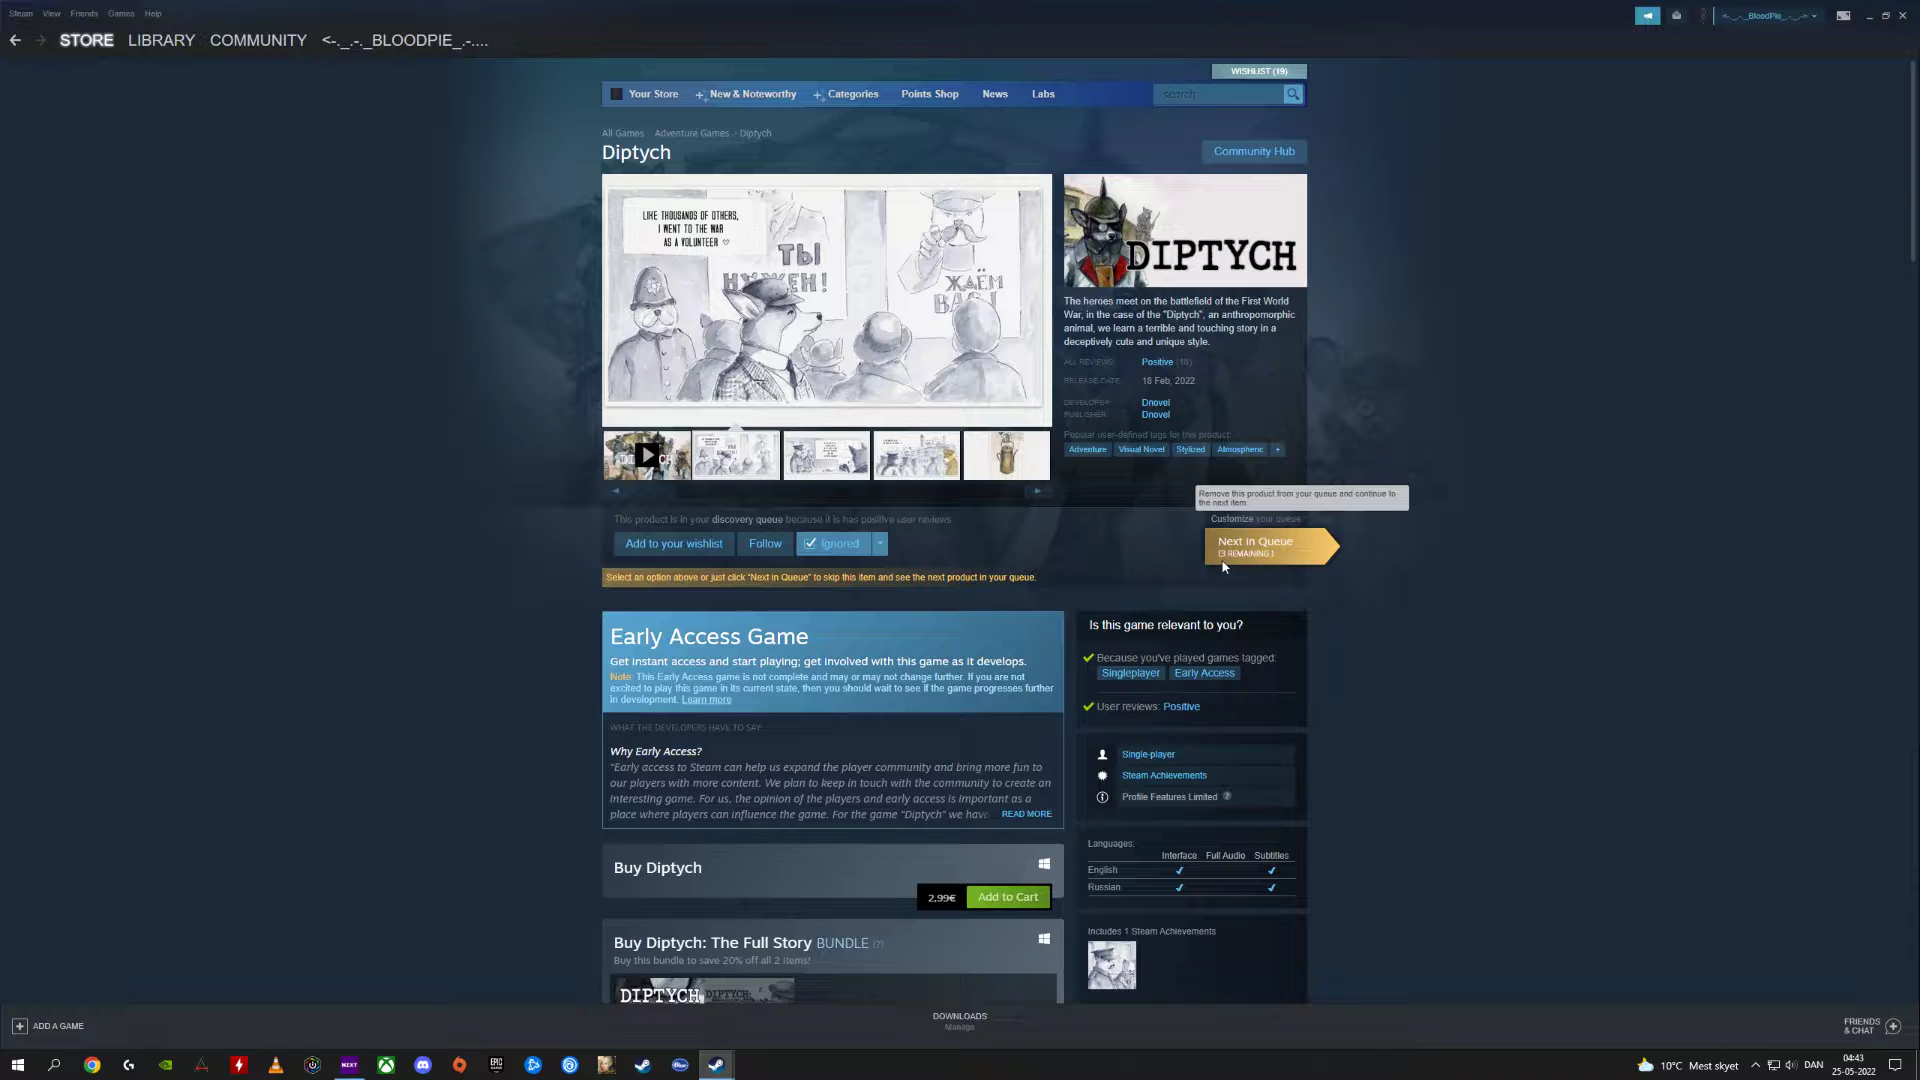 Steam View Friends Games Help
<-._.-._BloodPie_.-.->
STORE LIBRARY COMMUNITY <-._.-._BLOODPIE_.-....
WISHLIST (19)
Your Store New & Noteworthy Categories Points Shop News Labs
search
All Games Adventure Games > Diptych
Diptych
Community Hub
LIKE THOUSANDS OF OTHERS,
I WENT TO THE WAR
AS A VOLUNTEER
ТЫ
НУЖЕН!
ЖДЁМ
ВАС!
DIPTYCH
The heroes meet on the battlefield of the First World
War, in the case of the "Diptych", an anthropomorphic
animal, we learn a terrible and touching story in a
deceptively cute and unique style.
ALL REVIEWS: Positive (18)
RELEASE DATE: 18 Feb, 2022
DEVELOPER: Dnovel
PUBLISHER: Dnovel
Popular user-defined tags for this product:
Adventure Visual Novel Stylized Atmospheric +
Remove this product from your queue and continue to
the next item.
This product is in your discovery queue because it has positive user reviews
Customize your queue
Add to your wishlist Follow Ignored
Next in Queue
(3 REMAINING )
Select an option above or just click "Next in Queue" to skip this item and see the next product in your queue.
Early Access Game
Get instant access and start playing; get involved with this game as it develops.
Note: This Early Access game is not complete and may or may not change further. If you are
not excited to play this game in its current state, then you should wait to see if the game progresses further
in development. Learn more
WHAT THE DEVELOPERS HAVE TO SAY:
Why Early Access?
"Early access to Steam can help us expand the player community and bring more fun to
our players with more content. We plan to keep in touch with the community to create an
interesting game. For us, the opinion of the players and early access is important as a
place where players can influence the game. For the game "Diptych" we have READ MORE
Is this game relevant to you?
Because you've played games tagged:
Singleplayer Early Access
User reviews: Positive
Single-player
Steam Achievements
Profile Features Limited
Languages:
Interface Full Audio Subtitles
English
Russian
Includes 1 Steam Achievements
Buy Diptych
2,99€ Add to Cart
Buy Diptych: The Full Story BUNDLE (?)
Buy this bundle to save 20% off all 2 items!
DIPTYCH DIPTYCH:
ADD A GAME
DOWNLOADS
Manage
FRIENDS
& CHAT
NZXT
EPIC
GAMES
Blue
10°C Mest skyet
DAN
04:43
25-05-2022